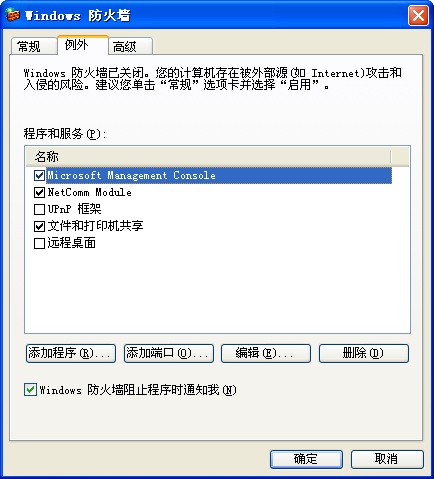 Windows 防火墙
常规 例外 高级
Windows 防火墙已关闭。您的计算机存在被外部源(如 Internet)攻击和
入侵的风险。建议您单击“常规”选项卡并选择“启用”。
程序和服务(P):
名称
Microsoft Management Console
NetComm Module
UPnP 框架
文件和打印机共享
远程桌面
添加程序(R)... 添加端口(O)... 编辑(E)... 删除(D)
Windows 防火墙阻止程序时通知我(N)
确定 取消